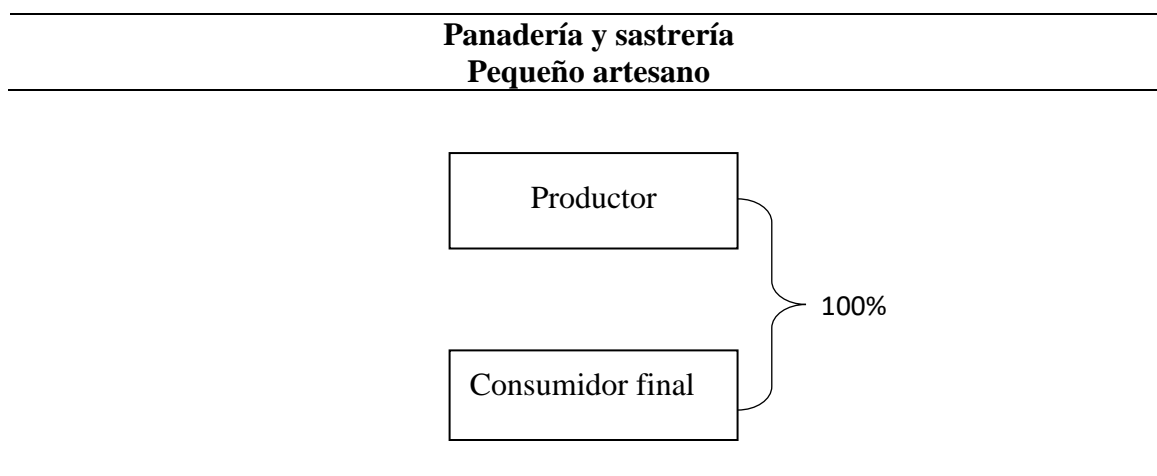 Panadería y sastrería
Pequeño artesano
Productor
100%
Consumidor final